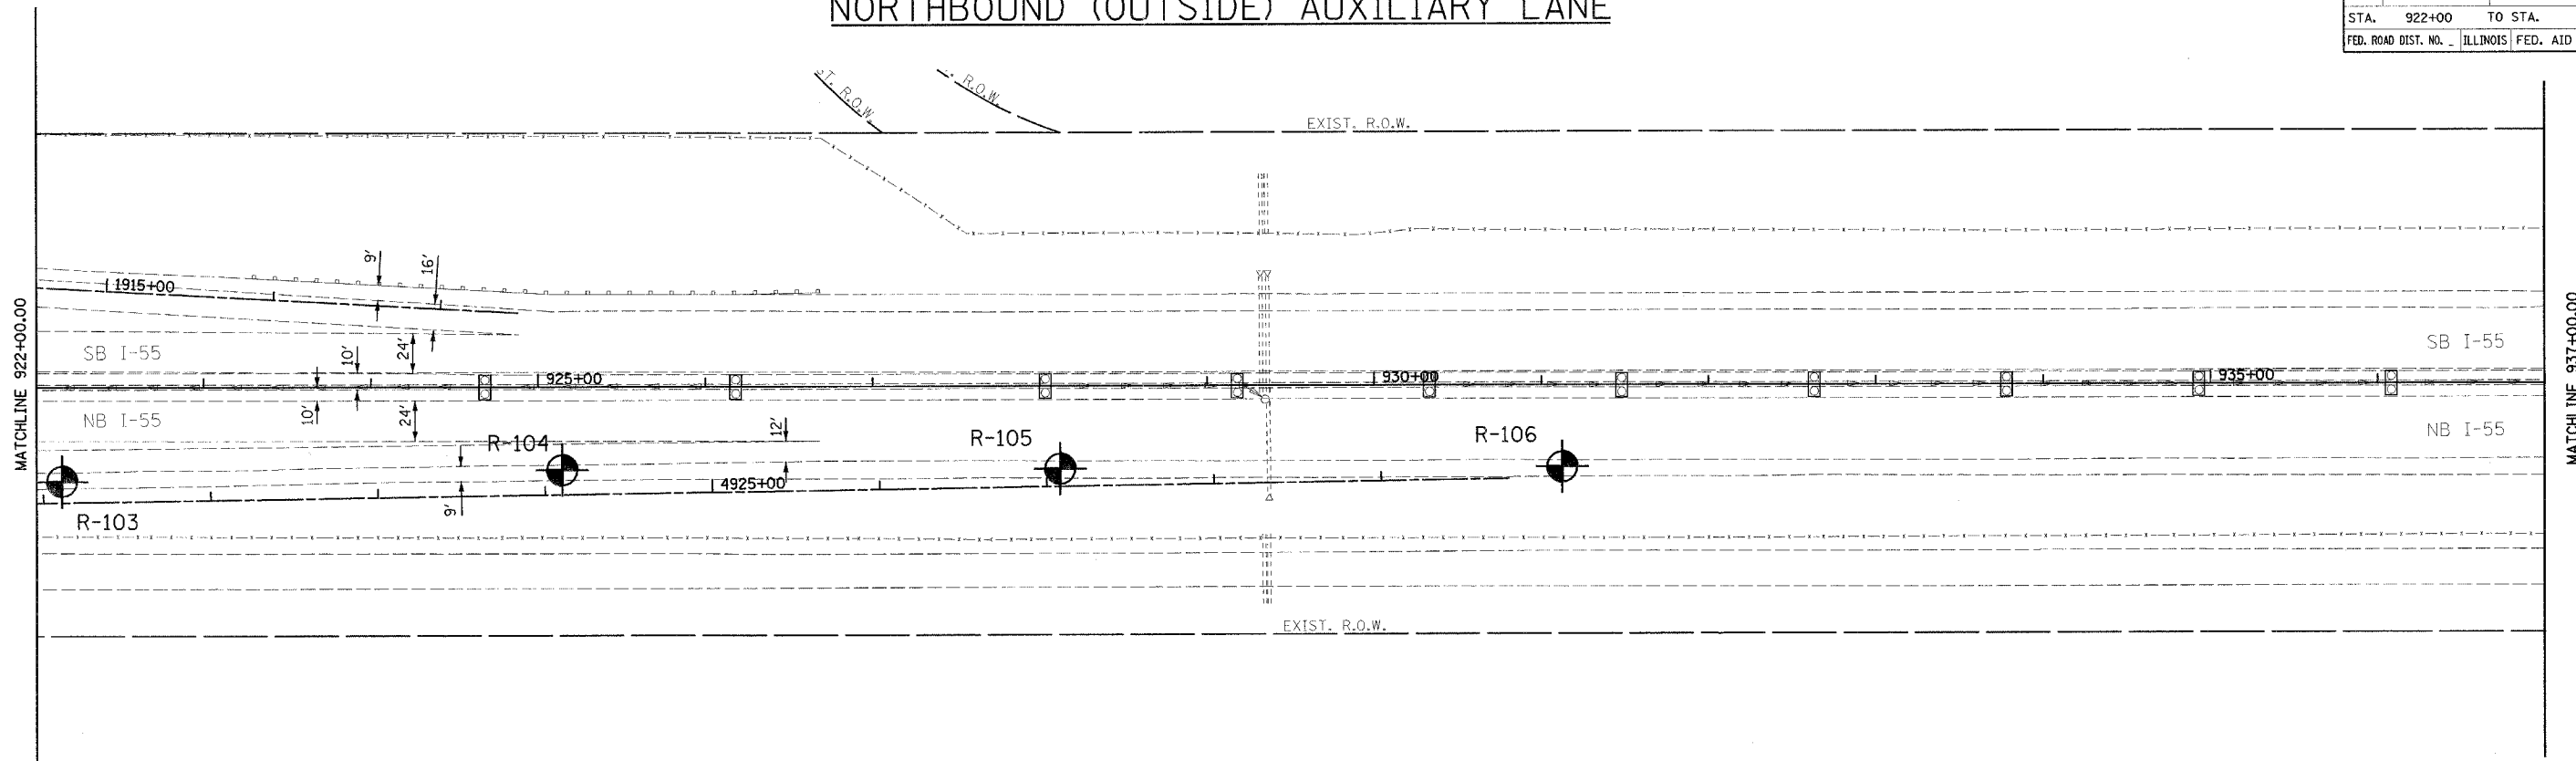 NORTHBOUND (OUTSIDE) AUXILIARY LANE
STA. 922+00 TO STA.
FED. ROAD DIST. NO. _ ILLINOIS FED. AID
R.O.W.
ST. R.O.W.
EXIST. R.O.W.
9'
16'
1915+00
MATCHLINE 922+00.00
MATCHLINE 937+00.00
SB I-55
10'
24'
SB I-55
925+00
930+00
935+00
10'
24'
NB I-55
12'
NB I-55
R-104
R-105
R-106
4925+00
9'
R-103
EXIST. R.O.W.